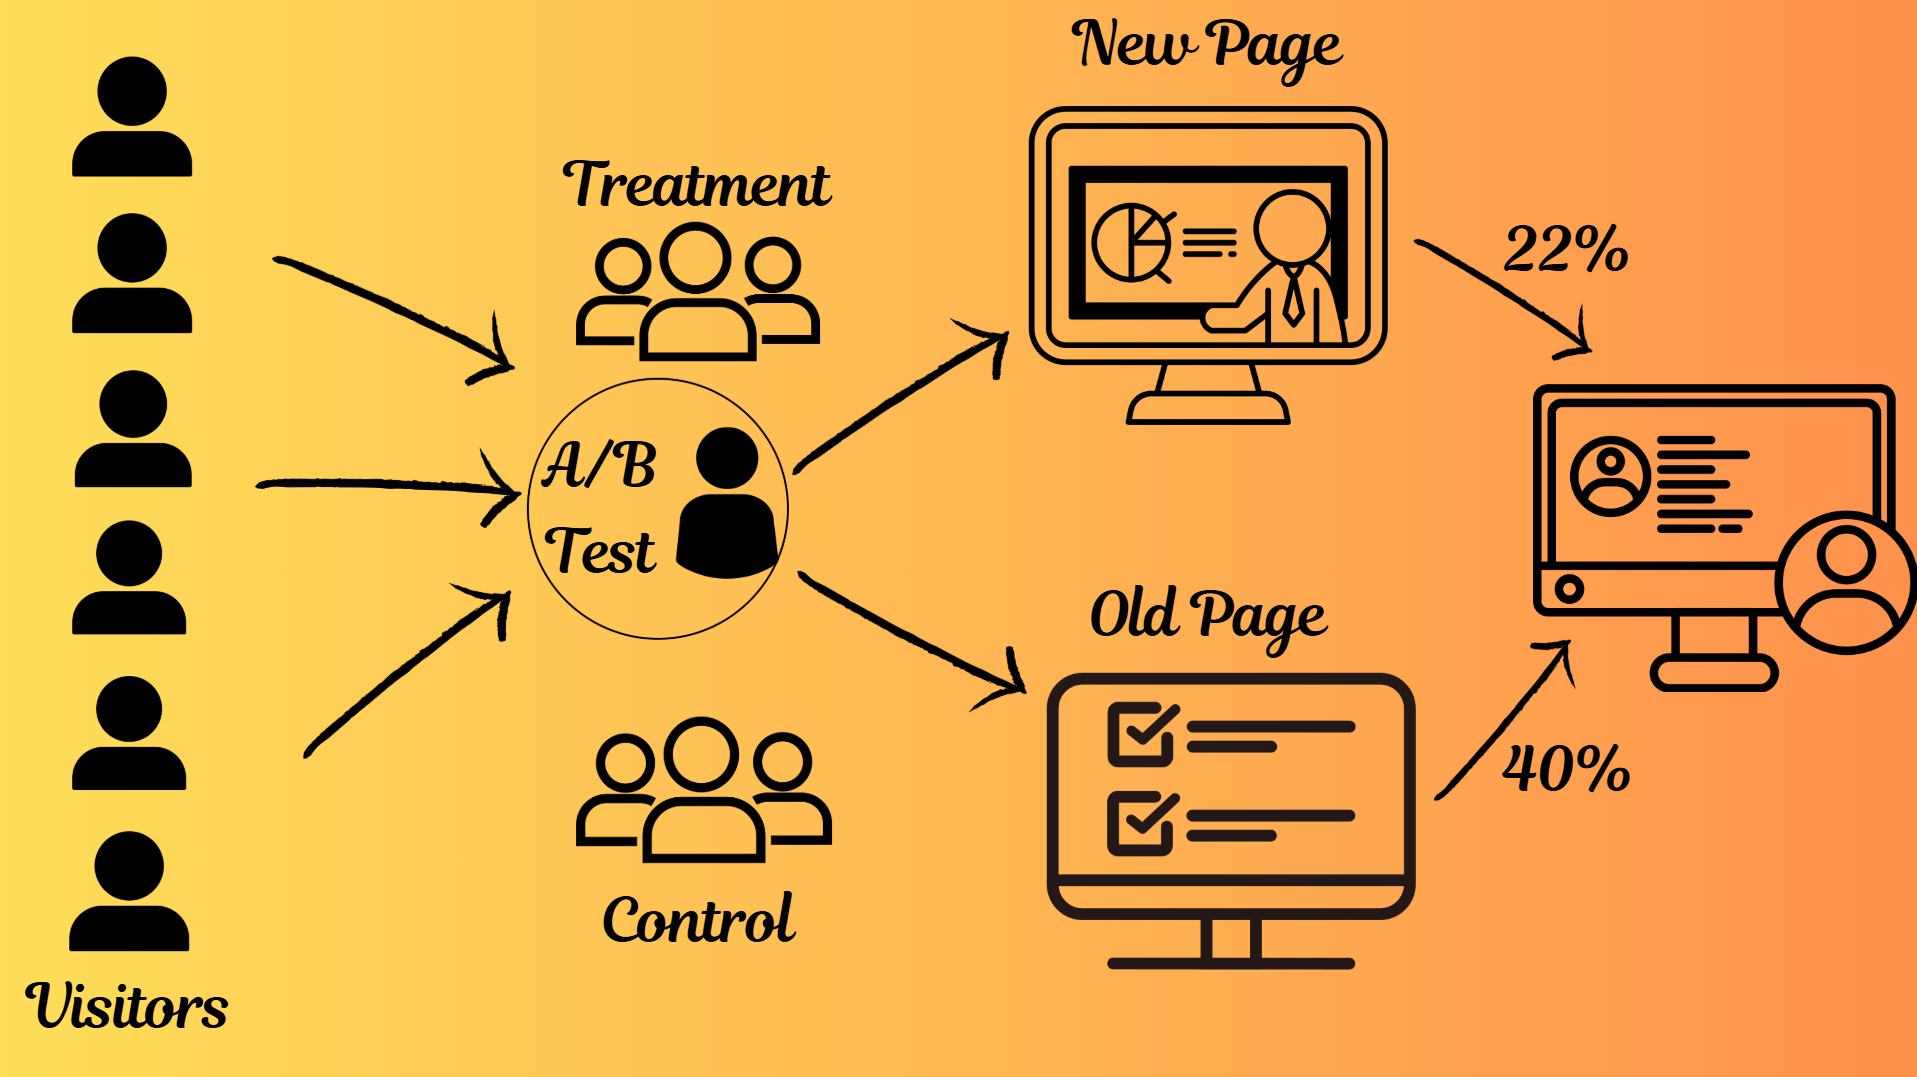 New Page
Treatment
22%
A/B
Test
Old Page
40%
Control
Visitors